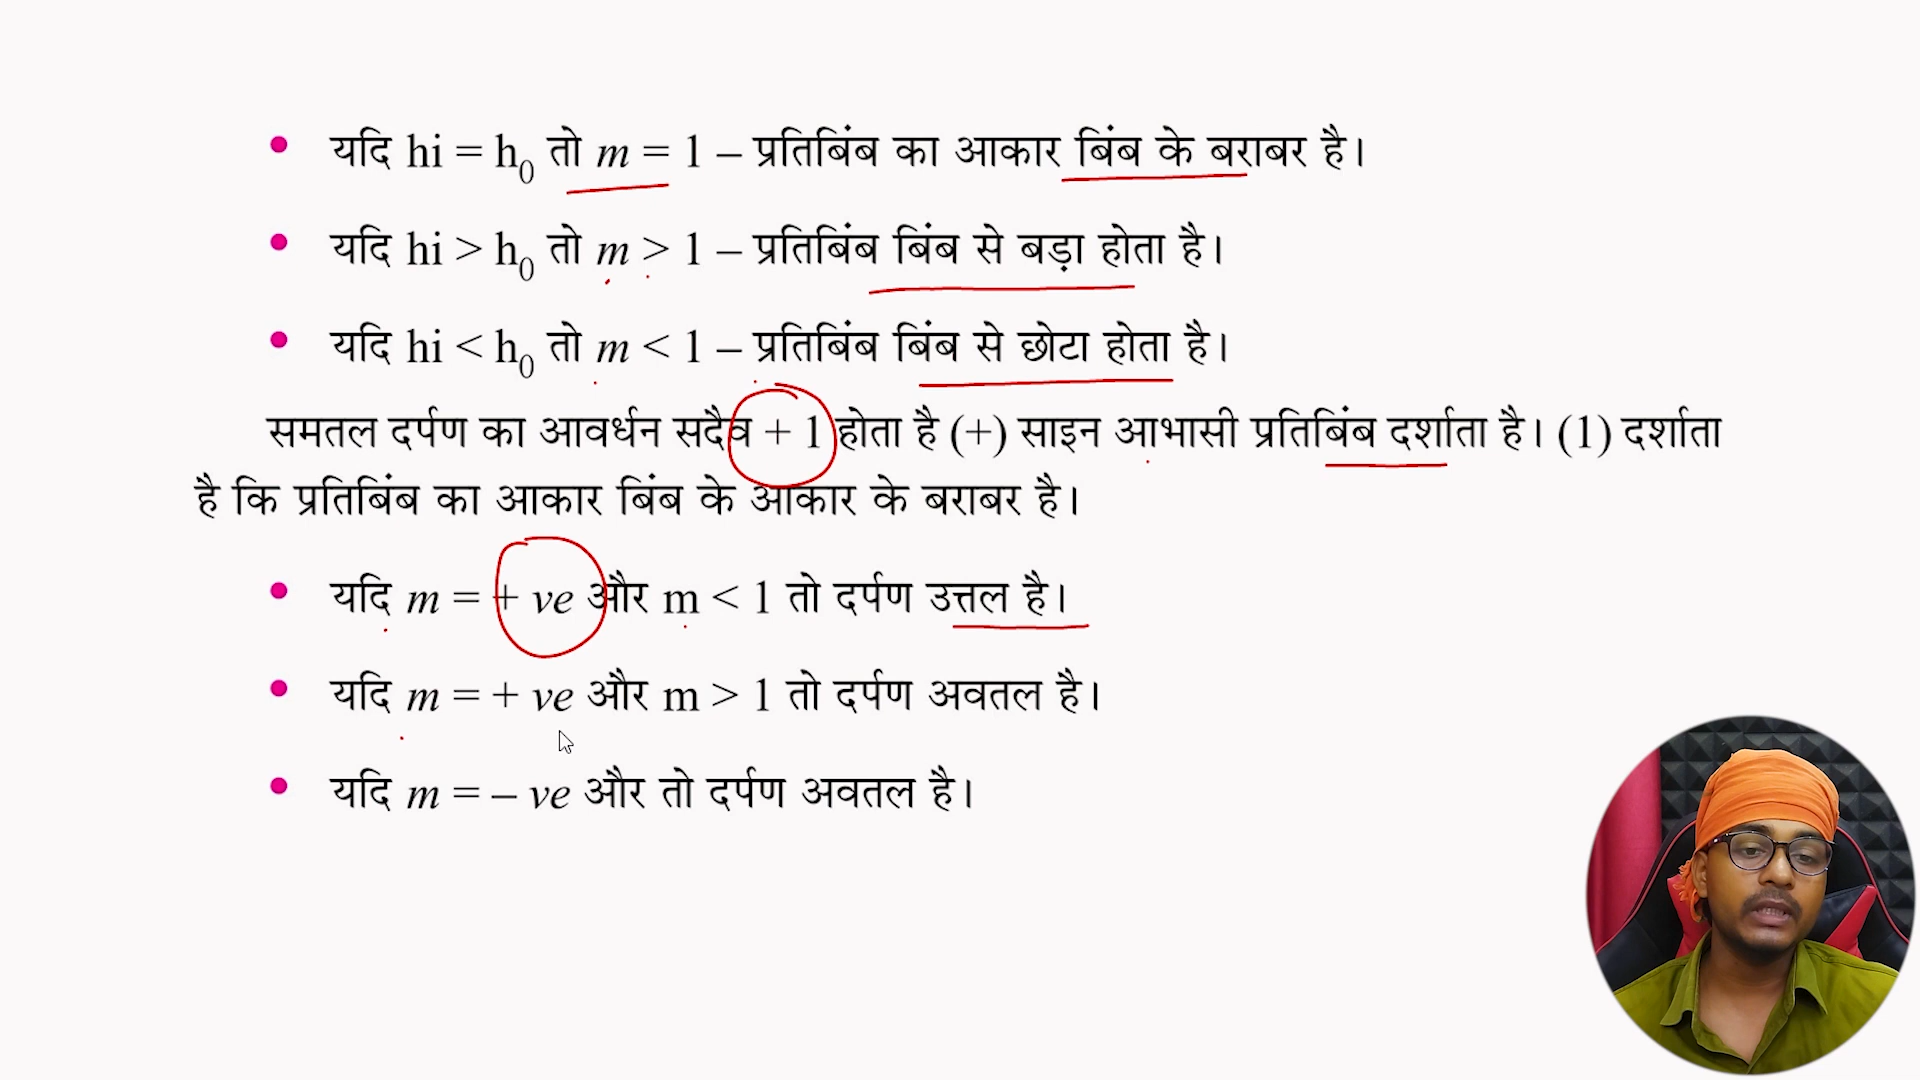 • यदि hi = h₀ तो m = 1 – प्रतिबिंब का आकार बिंब के बराबर है।
• यदि hi > h₀ तो m > 1 – प्रतिबिंब बिंब से बड़ा होता है।
• यदि hi < h₀ तो m < 1 – प्रतिबिंब बिंब से छोटा होता है।
समतल दर्पण का आवर्धन सदैव + 1 होता है (+) साइन आभासी प्रतिबिंब दर्शाता है। (1) दर्शाता
है कि प्रतिबिंब का आकार बिंब के आकार के बराबर है।
• यदि m = + ve और m < 1 तो दर्पण उत्तल है।
• यदि m = + ve और m > 1 तो दर्पण अवतल है।
• यदि m = – ve और तो दर्पण अवतल है।